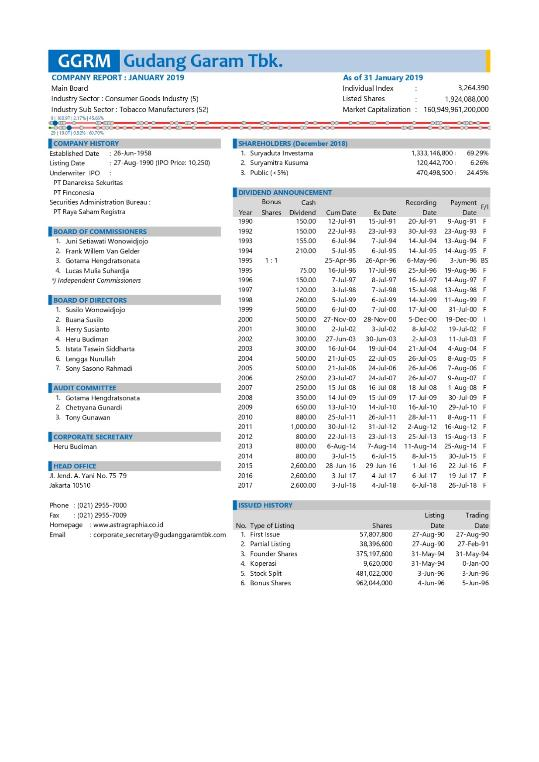 GGRM Gudang Garam Tbk.
COMPANY REPORT : JANUARY 2019 As of 31 January 2019
Main Board Individual Index : 3,264.390
Industry Sector : Consumer Goods Industry (5) Listed Shares : 1,924,088,000
Industry Sub Sector : Tobacco Manufacturers (52) Market Capitalization : 160,949,961,200,000
COMPANY HISTORY
Established Date : 26-Jun-1958
Listing Date : 27-Aug-1990 (IPO Price: 10,250)
Underwriter IPO :
PT Danareksa Sekuritas
PT Finconesia
Securities Administration Bureau :
PT Raya Saham Registra
BOARD OF COMMISSIONERS
1. Juni Setiawati Wonowidjojo
2. Frank Willem Van Gelder
3. Gotama Hengdratsonata
4. Lucas Mulia Suhardja
*) Independent Commissioners
BOARD OF DIRECTORS
1. Susilo Wonowidjojo
2. Buana Susilo
3. Herry Susianto
4. Heru Budiman
5. Istata Taswin Siddharta
6. Lengga Nurullah
7. Sony Sasono Rahmadi
AUDIT COMMITTEE
1. Gotama Hengdratsonata
2. Chetryana Gunardi
3. Tony Gunawan
CORPORATE SECRETARY
Heru Budiman
HEAD OFFICE
Jl. Jend. A. Yani No. 75-79
Jakarta 10510
Phone : (021) 2955-7000
Fax : (021) 2955-7009
Homepage : www.astragraphia.co.id
Email : corporate_secretary@gudanggaramtbk.com
SHAREHOLDERS (December 2018)
1. Suryaduta Investama 1,333,146,800 : 69.29%
2. Suryamitra Kusuma 120,442,700 : 6.26%
3. Public (<5%) 470,498,500 : 24.45%
DIVIDEND ANNOUNCEMENT
Bonus Cash Recording Payment F/I
Year Shares Dividend Cum Date Ex Date Date Date
1990 150.00 12-Jul-91 15-Jul-91 20-Jul-91 9-Aug-91 F
1992 150.00 22-Jul-93 23-Jul-93 30-Jul-93 23-Aug-93 F
1993 155.00 6-Jul-94 7-Jul-94 14-Jul-94 13-Aug-94 F
1994 210.00 5-Jul-95 6-Jul-95 14-Jul-95 14-Aug-95 F
1995 1 : 1 25-Apr-96 26-Apr-96 6-May-96 3-Jun-96 BS
1995 75.00 16-Jul-96 17-Jul-96 25-Jul-96 19-Aug-96 F
1996 150.00 7-Jul-97 8-Jul-97 16-Jul-97 14-Aug-97 F
1997 120.00 3-Jul-98 7-Jul-98 15-Jul-98 13-Aug-98 F
1998 260.00 5-Jul-99 6-Jul-99 14-Jul-99 11-Aug-99 F
1999 500.00 6-Jul-00 7-Jul-00 17-Jul-00 31-Jul-00 F
2000 500.00 27-Nov-00 28-Nov-00 5-Dec-00 19-Dec-00 I
2001 300.00 2-Jul-02 3-Jul-02 8-Jul-02 19-Jul-02 F
2002 300.00 27-Jun-03 30-Jun-03 2-Jul-03 11-Jul-03 F
2003 300.00 16-Jul-04 19-Jul-04 21-Jul-04 4-Aug-04 F
2004 500.00 21-Jul-05 22-Jul-05 26-Jul-05 8-Aug-05 F
2005 500.00 21-Jul-06 24-Jul-06 26-Jul-06 7-Aug-06 F
2006 250.00 23-Jul-07 24-Jul-07 26-Jul-07 9-Aug-07 F
2007 250.00 15-Jul-08 16-Jul-08 18-Jul-08 1-Aug-08 F
2008 350.00 14-Jul-09 15-Jul-09 17-Jul-09 30-Jul-09 F
2009 650.00 13-Jul-10 14-Jul-10 16-Jul-10 29-Jul-10 F
2010 880.00 25-Jul-11 26-Jul-11 28-Jul-11 8-Aug-11 F
2011 1,000.00 30-Jul-12 31-Jul-12 2-Aug-12 16-Aug-12 F
2012 800.00 22-Jul-13 23-Jul-13 25-Jul-13 15-Aug-13 F
2013 800.00 6-Aug-14 7-Aug-14 11-Aug-14 25-Aug-14 F
2014 800.00 3-Jul-15 6-Jul-15 8-Jul-15 30-Jul-15 F
2015 2,600.00 28-Jun-16 29-Jun-16 1-Jul-16 22-Jul-16 F
2016 2,600.00 3-Jul-17 4-Jul-17 6-Jul-17 19-Jul-17 F
2017 2,600.00 3-Jul-18 4-Jul-18 6-Jul-18 26-Jul-18 F
ISSUED HISTORY
Listing Trading
No. Type of Listing Shares Date Date
1. First Issue 57,807,800 27-Aug-90 27-Aug-90
2. Partial Listing 38,396,600 27-Aug-90 27-Feb-91
3. Founder Shares 375,197,600 31-May-94 31-May-94
4. Koperasi 9,620,000 31-May-94 0-Jan-00
5. Stock Split 481,022,000 3-Jun-96 3-Jun-96
6. Bonus Shares 962,044,000 4-Jun-96 5-Jun-96